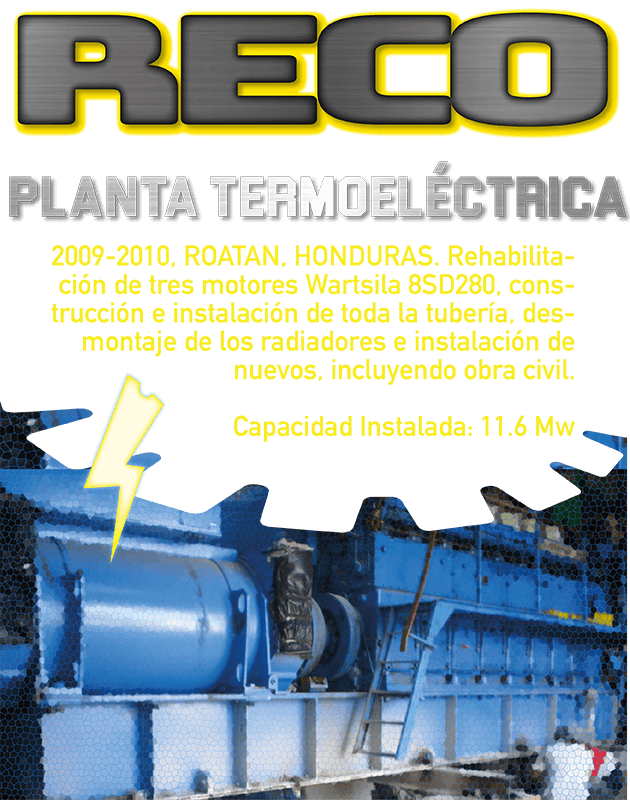 RECO
PLANTA TERMOELÉCTRICA
2009-2010, ROATAN, HONDURAS. Rehabilita-
ción de tres motores Wartsila 8SD280, cons-
trucción e instalación de toda la tubería, des-
montaje de los radiadores e instalación de
nuevos, incluyendo obra civil.
Capacidad Instalada: 11.6 Mw